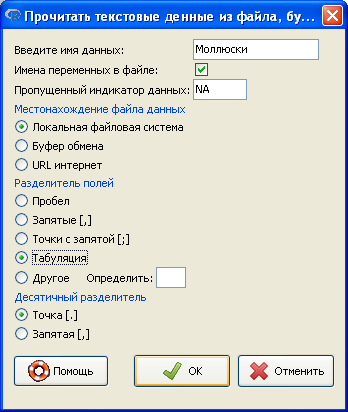 Прочитать текстовые денные из файла, бу...
Введите имя данных: Моллюски
Имена переменных в файле:
Пропущенный индикатор данных: NA
Местонахождение файла данных
Локальная файловая система
Буфер обмена
URL интернет
Разделитель полей
Пробел
Запятые [,]
Точки с запятой [;]
Табуляция
Другое Определить:
Десятичный разделитель
Точка [.]
Запятая [,]
Помощь OK Отменить